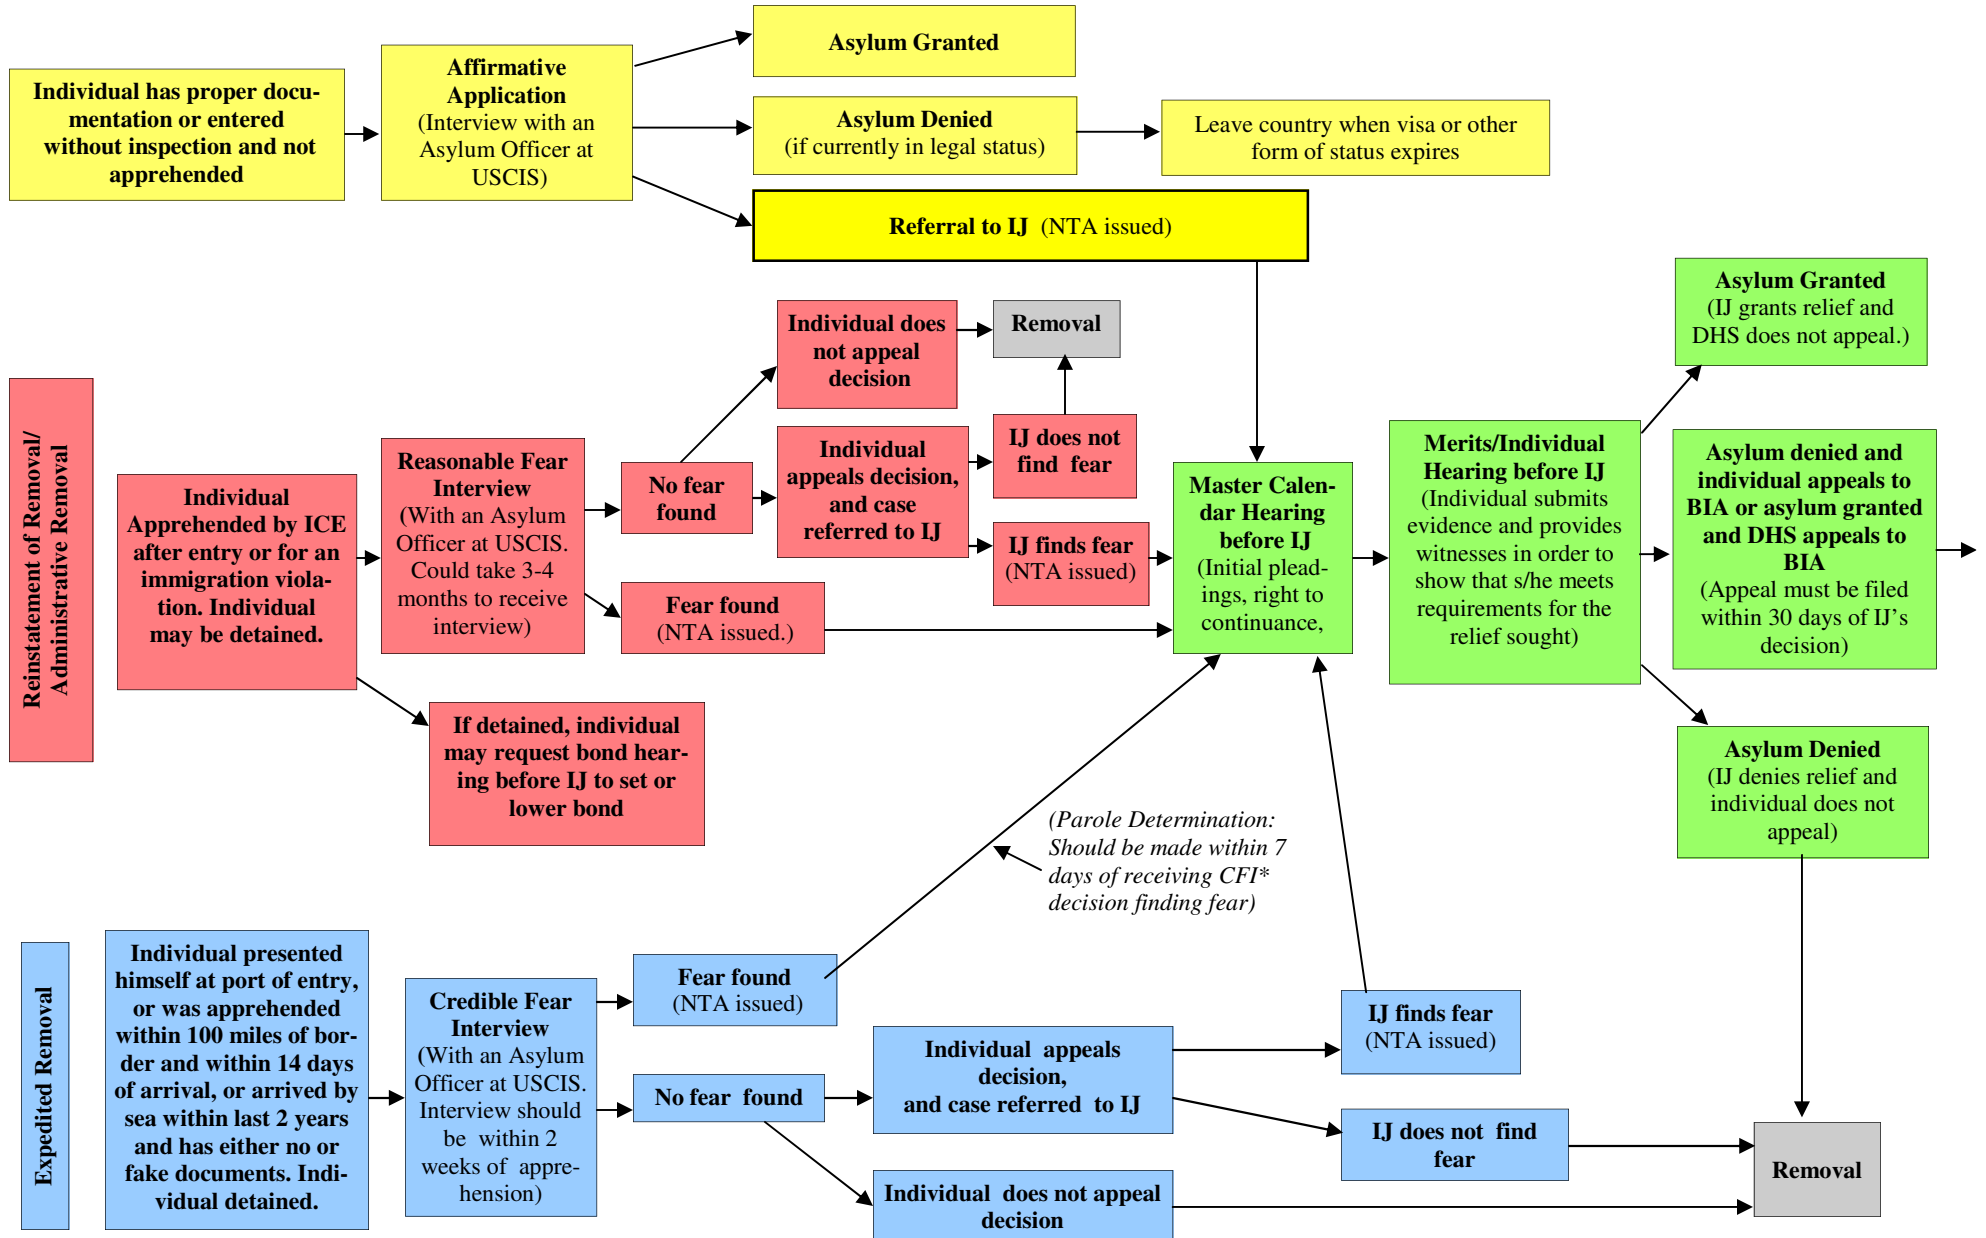 Individual has proper docu-
mentation or entered
without inspection and not
apprehended
Affirmative
Application
(Interview with an
Asylum Officer at
USCIS)
Asylum Granted
Asylum Denied
(if currently in legal status)
Leave country when visa or other
form of status expires
Referral to IJ (NTA issued)
Reinstatement of Removal/
Administrative Removal
Individual
Apprehended by ICE
after entry or for an
immigration viola-
tion. Individual
may be detained.
Reasonable Fear
Interview
(With an Asylum
Officer at USCIS.
Could take 3-4
months to receive
interview)
If detained, individual
may request bond hear-
ing before IJ to set or
lower bond
No fear
found
Fear found
(NTA issued.)
Individual does
not appeal
decision
Removal
Individual
appeals decision,
and case
referred to IJ
IJ does not
find fear
IJ finds fear
(NTA issued)
Master Calen-
dar Hearing
before IJ
(Initial plead-
ings, right to
continuance,
Merits/Individual
Hearing before IJ
(Individual submits
evidence and provides
witnesses in order to
show that s/he meets
requirements for the
relief sought)
Asylum Granted
(IJ grants relief and
DHS does not appeal.)
Asylum denied and
individual appeals to
BIA or asylum granted
and DHS appeals to
BIA
(Appeal must be filed
within 30 days of IJ’s
decision)
Asylum Denied
(IJ denies relief and
individual does not
appeal)
(Parole Determination:
Should be made within 7
days of receiving CFI*
decision finding fear)
Expedited Removal
Individual presented
himself at port of entry,
or was apprehended
within 100 miles of bor-
der and within 14 days
of arrival, or arrived by
sea within last 2 years
and has either no or
fake documents. Indi-
vidual detained.
Credible Fear
Interview
(With an Asylum
Officer at USCIS.
Interview should
be within 2
weeks of appre-
hension)
Fear found
(NTA issued)
No fear found
Individual appeals
decision,
and case referred to IJ
Individual does not appeal
decision
IJ finds fear
(NTA issued)
IJ does not find
fear
Removal